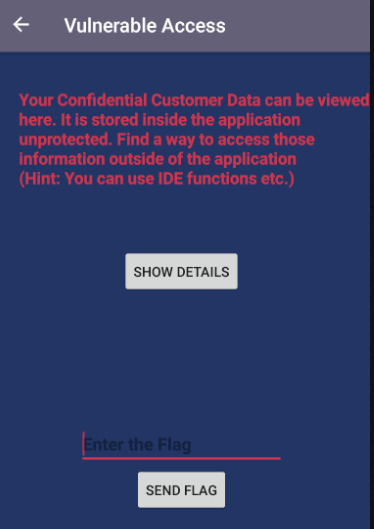 Vulnerable Access
Your Confidential Customer Data can be viewed
here. It is stored inside the application
unprotected. Find a way to access those
information outside of the application
(Hint: You can use IDE functions etc.)
SHOW DETAILS
Enter the Flag
SEND FLAG